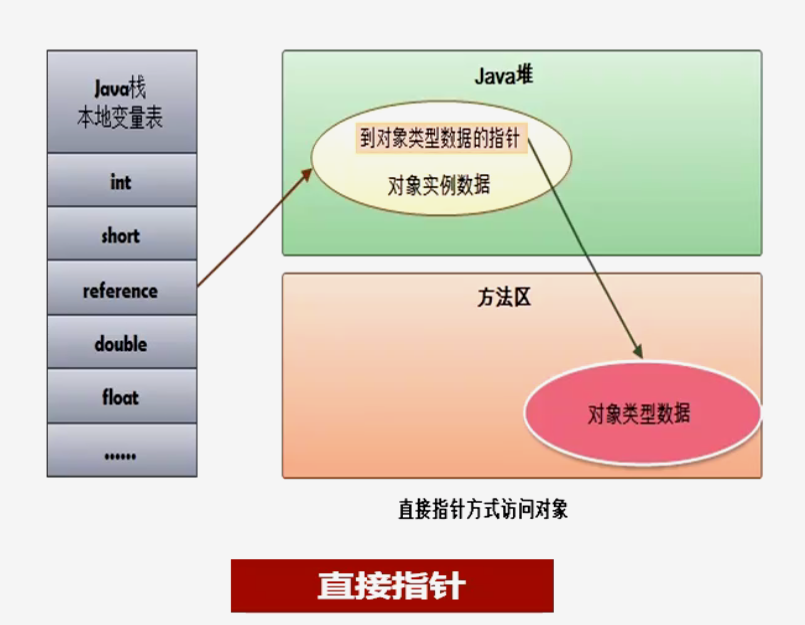 Java栈
本地变量表
int
short
reference
double
float
......
Java堆
到对象类型数据的指针
对象实例数据
方法区
对象类型数据
直接指针方式访问对象
直接指针